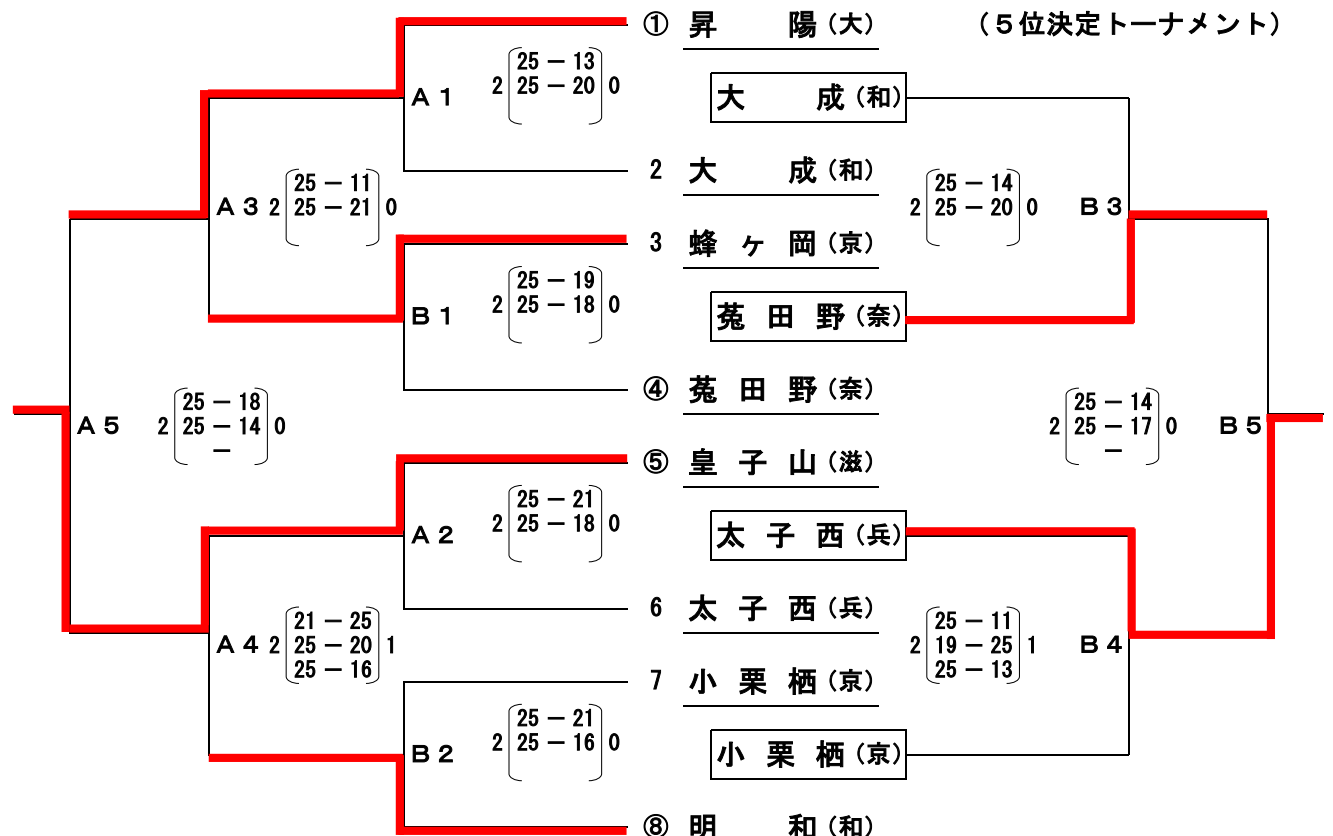 ① 昇 陽（大） （５位決定トーナメント）
25 － 13
Ａ１ 2 25 － 20 0
大 成（和）
2 大 成（和）
25 － 11 25 － 14
Ａ３ 2 25 － 21 0 2 25 － 20 0 Ｂ３
3 蜂 ヶ 岡（京）
25 － 19
Ｂ１ 2 25 － 18 0
菟 田 野（奈）
④ 菟 田 野（奈）
25 － 18 25 － 14
Ａ５ 2 25 － 14 0 2 25 － 17 0 Ｂ５
－ －
⑤ 皇 子 山（滋）
25 － 21
Ａ２ 2 25 － 18 0
太 子 西（兵）
6 太 子 西（兵）
21 － 25 25 － 11
Ａ４ 2 25 － 20 1 2 19 － 25 1 Ｂ４
25 － 16 25 － 13
7 小 栗 栖（京）
25 － 21
Ｂ２ 2 25 － 16 0
小 栗 栖（京）
⑧ 明 和（和）